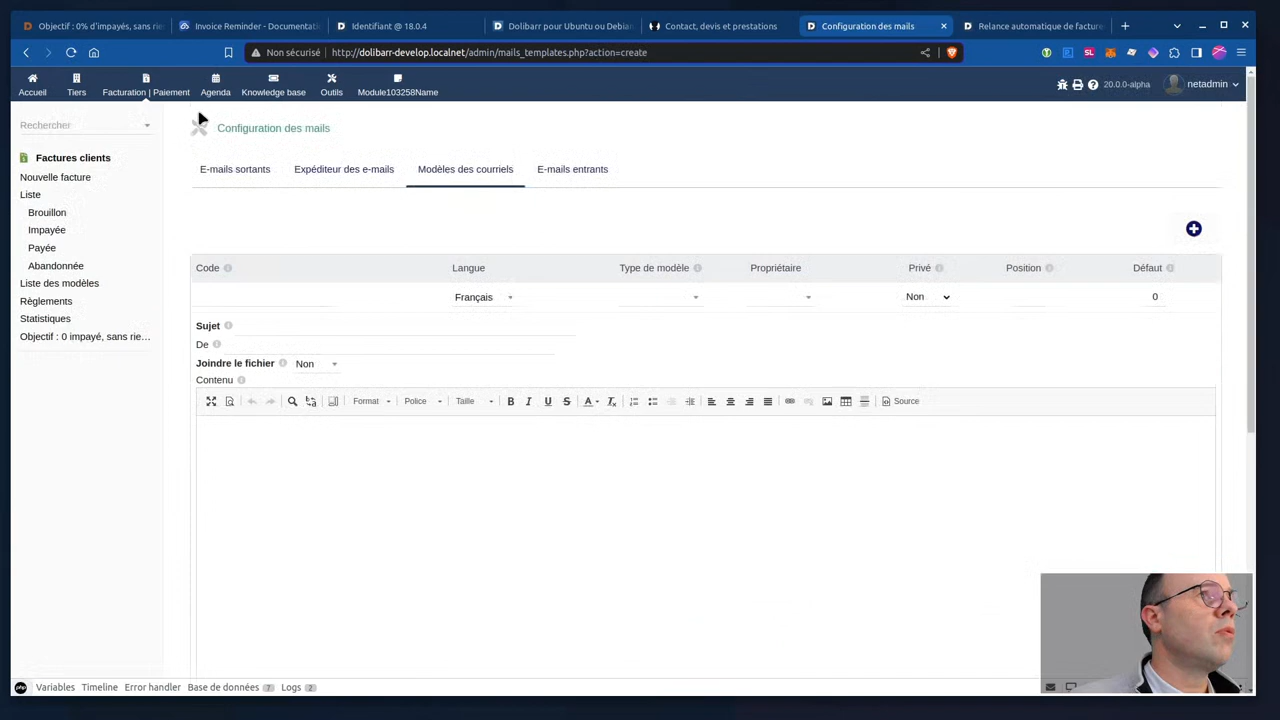 Objectif : 0% d'impayés, sans rie
Invoice Reminder - Documentati
Identifiant @ 18.0.4
Dolibarr pour Ubuntu ou Debian
Contact, devis et prestations
Configuration des mails
Relance automatique de facture
Non sécurisé
http://dolibarr-develop.localnet/admin/mails_templates.php?action=create
Accueil
Tiers
Facturation | Paiement
Agenda
Knowledge base
Outils
Module103258Name
20.0.0-alpha
netadmin
Rechercher
Factures clients
Nouvelle facture
Liste
Brouillon
Impayée
Payée
Abandonnée
Liste des modèles
Règlements
Statistiques
Objectif : 0 impayé, sans rie...
Configuration des mails
E-mails sortants
Expéditeur des e-mails
Modèles des courriels
E-mails entrants
Code
Langue
Type de modèle
Propriétaire
Privé
Position
Défaut
Français
Non
0
Sujet
De
Joindre le fichier
Non
Contenu
Format
Police
Taille
B
I
U
S
A
Source
php
Variables
Timeline
Error handler
Base de données 7
Logs 2